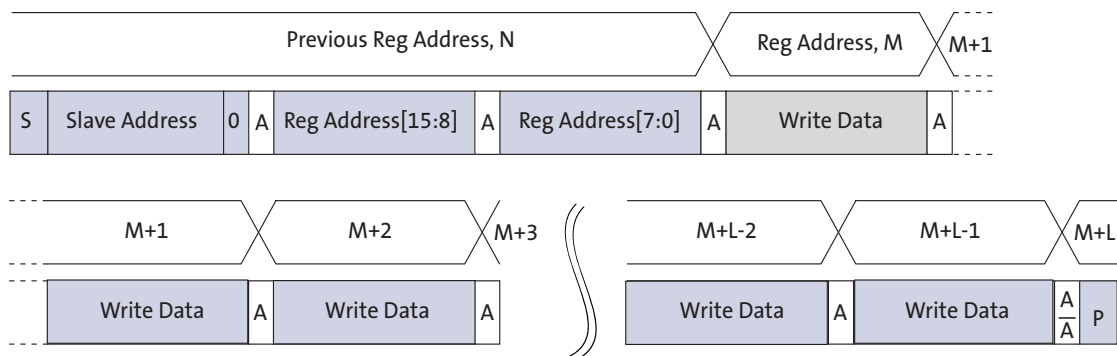 Previous Reg Address, N Reg Address, M M+1
S Slave Address 0 A Reg Address[15:8] A Reg Address[7:0] A Write Data A
M+1 M+2 M+3 M+L-2 M+L-1 M+L
Write Data A Write Data A Write Data A Write Data A P
A